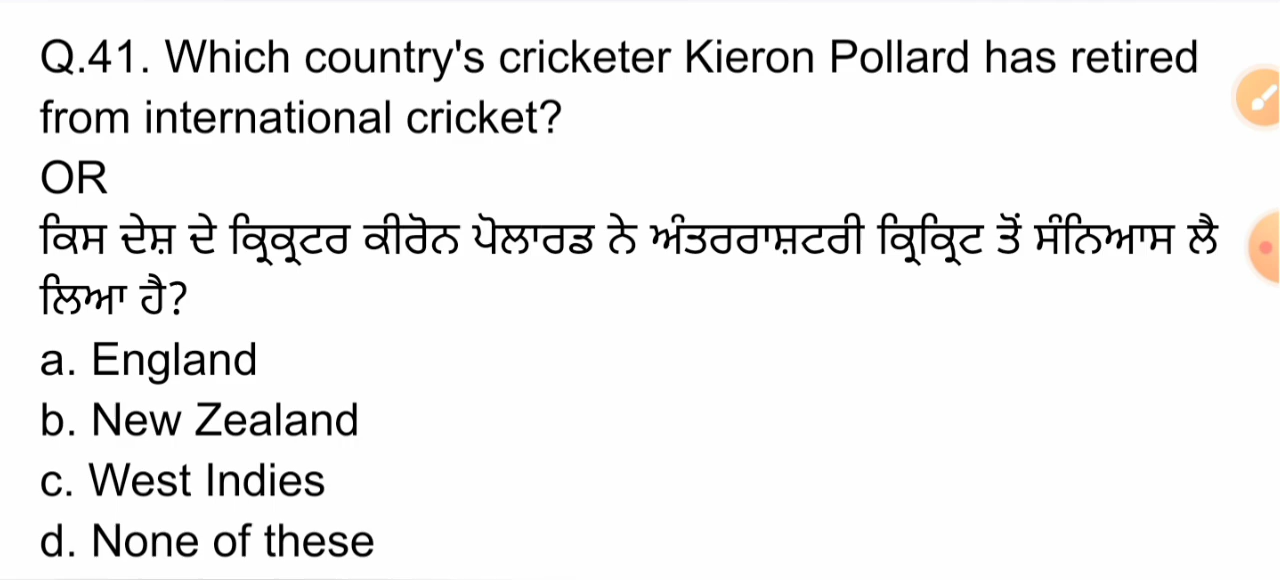 Q.41. Which country's cricketer Kieron Pollard has retired
from international cricket?
OR
ਕਿਸ ਦੇਸ਼ ਦੇ ਕ੍ਰਿਕ੍ਰਟਰ ਕੀਰੋਨ ਪੋਲਾਰਡ ਨੇ ਅੰਤਰਰਾਸ਼ਟਰੀ ਕ੍ਰਿਕ੍ਰਿਟ ਤੋਂ ਸੰਨਿਆਸ ਲੈ
ਲਿਆ ਹੈ?
a. England
b. New Zealand
c. West Indies
d. None of these